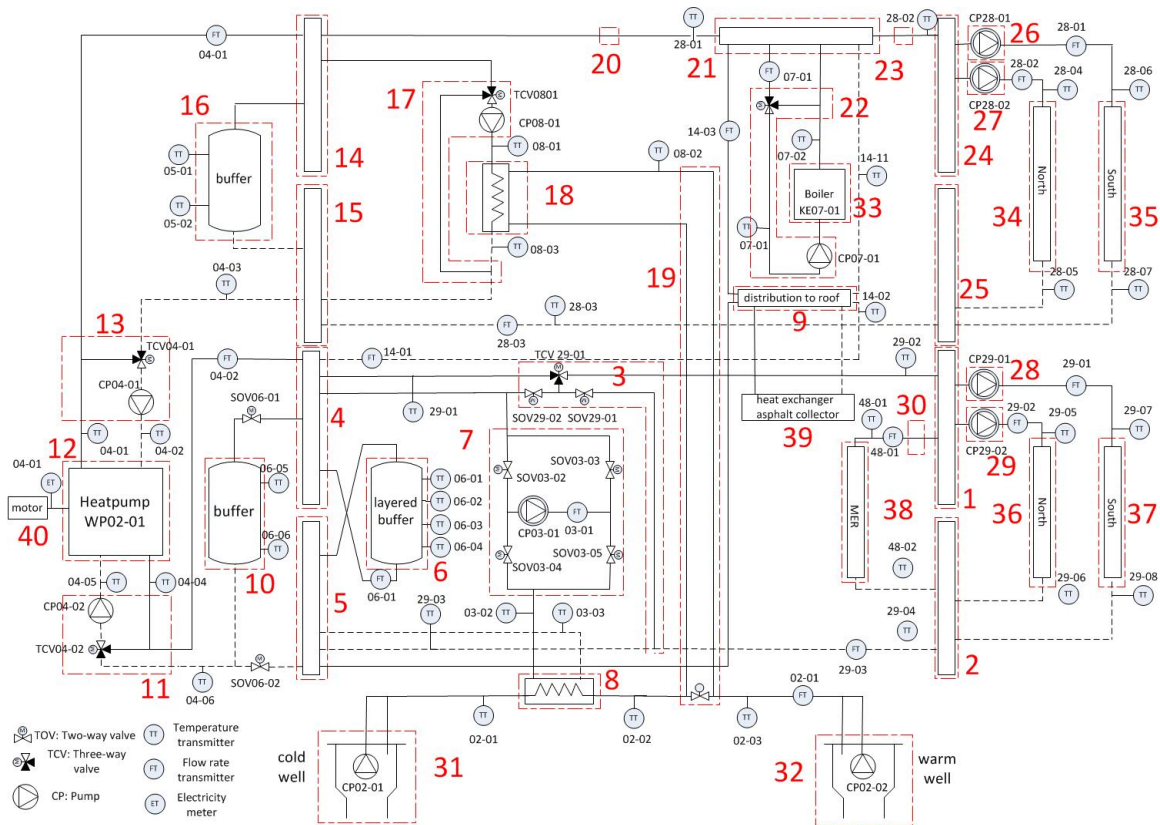 CP28-01
26
FT
28-01
TT
28-01
28-02
TT
FT
04-01
20
21
23
CP28-02
27
28-02
FT
28-04
TT
28-06
TT
17
TCV0801
CP08-01
TT
08-01
FT
07-01
22
16
TT
05-01
buffer
TT
05-02
14
15
18
TT
08-03
TT
08-02
14-03
FT
TT
07-02
14-11
TT
Boiler
KE07-01
33
TT
07-01
CP07-01
24
25
North
34
South
35
28-05
TT
28-07
TT
04-03
TT
19
28-03
TT
FT
28-03
distribution to roof
9
14-02
TT
13
TCV04-01
CP04-01
FT
04-02
14-01
FT
TCV 29-01
M
3
29-02
TT
CP29-01
28
29-01
FT
TT
29-01
SOV29-02
SOV29-01
heat exchanger
asphalt collector
39
48-01
TT
30
FT
48-01
CP29-02
29
29-02
FT
29-05
TT
29-07
TT
SOV06-01
M
4
7
12
TT
04-01
TT
04-02
04-01
ET
motor
40
Heatpump
WP02-01
buffer
06-05
TT
06-06
TT
10
layered
buffer
TT
06-01
TT
06-02
TT
06-03
TT
06-04
6
FT
06-01
SOV03-03
SOV03-02
CP03-01
FT
03-01
SOV03-05
SOV03-04
MER
38
48-02
TT
1
North
36
South
37
04-05
TT
TT
04-04
CP04-02
TCV04-02
11
TT
04-06
M
SOV06-02
5
29-03
TT
03-02
TT
03-03
TT
29-04
TT
29-06
TT
29-08
TT
FT
29-03
2
8
TT
02-01
TT
02-02
TT
02-03
02-01
FT
M
TOV: Two-way valve
TCV: Three-way
valve
CP: Pump
TT
Temperature
transmitter
FT
Flow rate
transmitter
ET
Electricity
meter
cold
well
CP02-01
31
32
CP02-02
warm
well